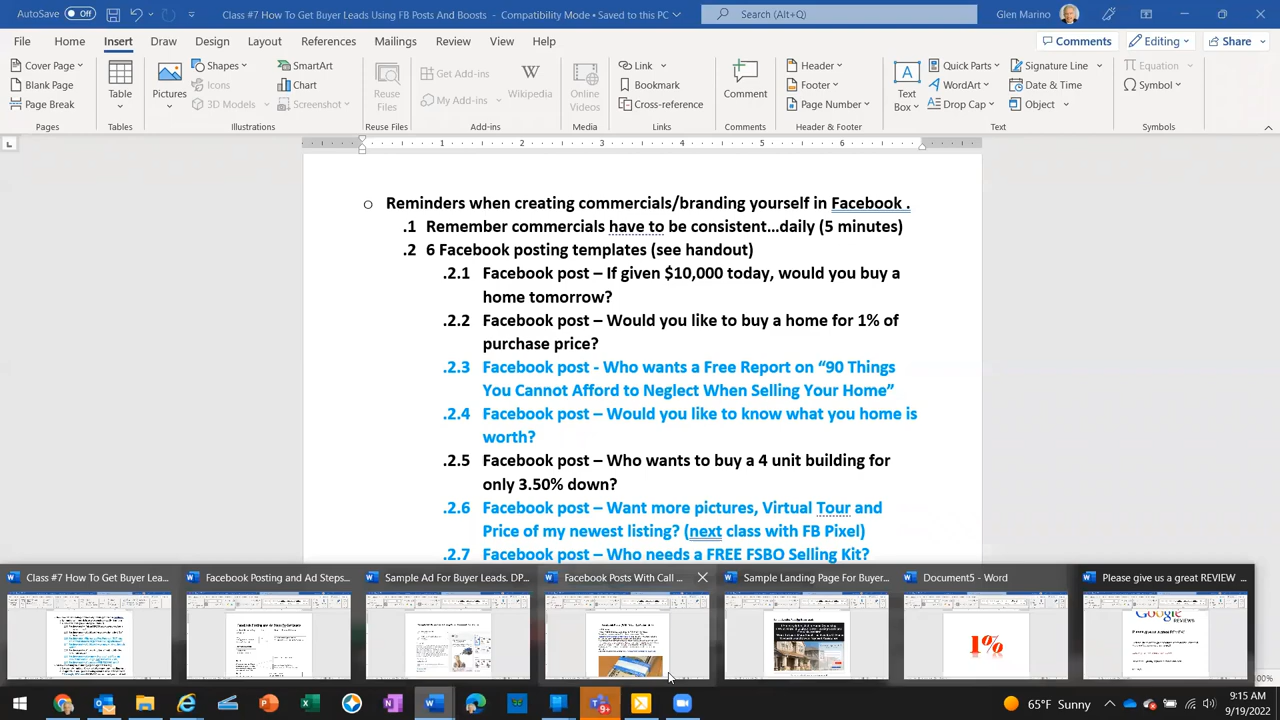 AutoSave Off Class #7 How To Get Buyer Leads Using FB Posts And Boosts - Compatibility Mode • Saved to this PC Search (Alt+Q) Glen Marino
File Home Insert Draw Design Layout References Mailings Review View Help Comments Editing Share
Cover Page Blank Page Page Break Pages
Table Tables
Pictures Shapes Icons 3D Models SmartArt Chart Screenshot Illustrations
Reuse Files Reuse Files
Get Add-ins My Add-ins Wikipedia Add-ins
Online Videos Media
Link Bookmark Cross-reference Links
Comment Comments
Header Footer Page Number Header & Footer
Text Box Quick Parts WordArt Drop Cap Signature Line Date & Time Object Text
Equation Symbol Symbols
1 2 3 4 5 6
o Reminders when creating commercials/branding yourself in Facebook .
.1 Remember commercials have to be consistent…daily (5 minutes)
.2 6 Facebook posting templates (see handout)
.2.1 Facebook post – If given $10,000 today, would you buy a
home tomorrow?
.2.2 Facebook post – Would you like to buy a home for 1% of
purchase price?
.2.3 Facebook post - Who wants a Free Report on “90 Things
You Cannot Afford to Neglect When Selling Your Home”
.2.4 Facebook post – Would you like to know what you home is
worth?
.2.5 Facebook post – Who wants to buy a 4 unit building for
only 3.50% down?
.2.6 Facebook post – Want more pictures, Virtual Tour and
Price of my newest listing? (next class with FB Pixel)
.2.7 Facebook post – Who needs a FREE FSBO Selling Kit?
Class #7 How To Get Buyer Lea... Facebook Posting and Ad Steps... Sample Ad For Buyer Leads. DP... Facebook Posts With Call ... Sample Landing Page For Buyer... Document5 - Word Please give us a great REVIEW ...
1%
Google
REVIEWS
100%
9+ 65°F Sunny 9:15 AM
9/19/2022